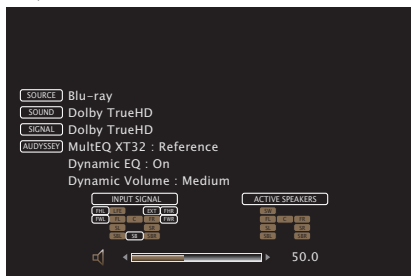 SOURCE Blu-ray
SOUND Dolby TrueHD
SIGNAL Dolby TrueHD
AUDYSSEY MultEQ XT32 : Reference
Dynamic EQ : On
Dynamic Volume : Medium
INPUT SIGNAL ACTIVE SPEAKERS
FHL LFE EXT FHR SW
FWL FL C FR FWR FL C FR
SL SR SL SR
SBL SB SBR SBL SBR
50.0